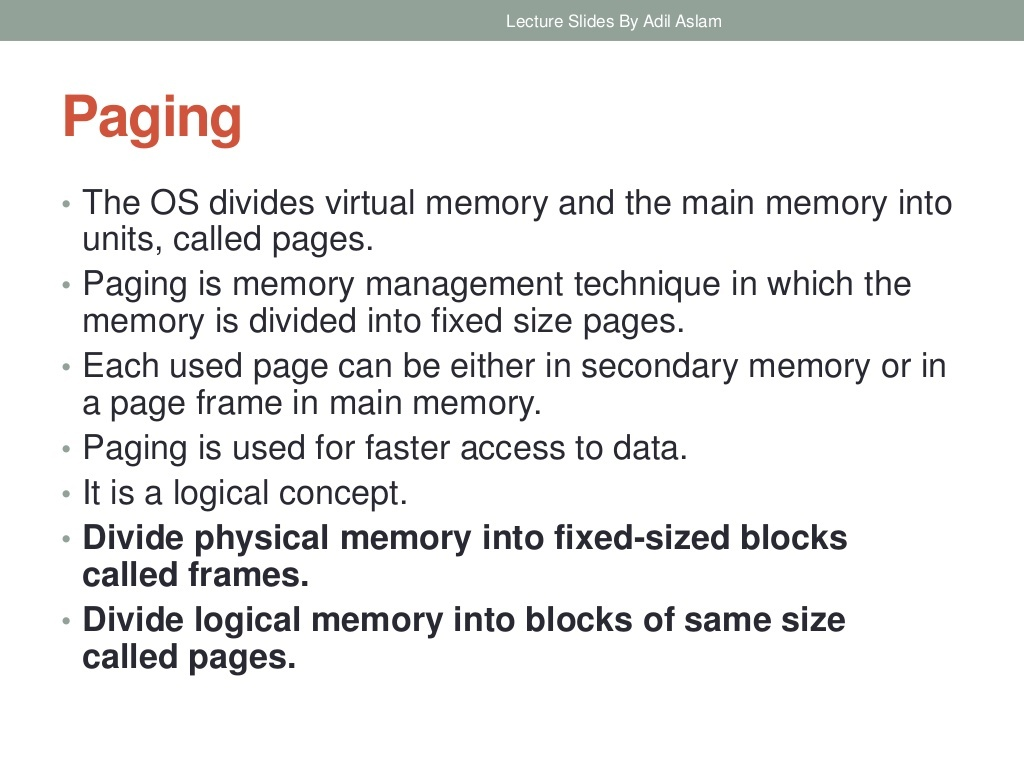 Lecture Slides By Adil Aslam
Paging
• The OS divides virtual memory and the main memory into
units, called pages.
• Paging is memory management technique in which the
memory is divided into fixed size pages.
• Each used page can be either in secondary memory or in
a page frame in main memory.
• Paging is used for faster access to data.
• It is a logical concept.
• Divide physical memory into fixed-sized blocks
called frames.
• Divide logical memory into blocks of same size
called pages.